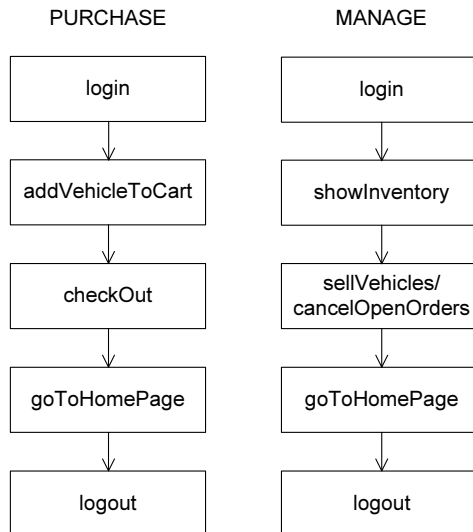 PURCHASE
login
addVehicleToCart
checkOut
goToHomePage
logout
MANAGE
login
showInventory
sellVehicles/
cancelOpenOrders
goToHomePage
logout